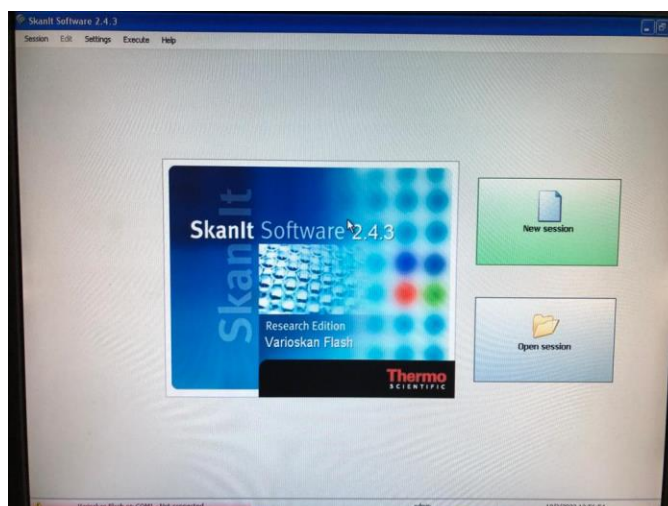 SkanIt Software 2.4.3
Session Edit Settings Execute Help
SkanIt
SkanIt Software 2.4.3
Research Edition
Varioskan Flash
Thermo
SCIENTIFIC
New session
Open session